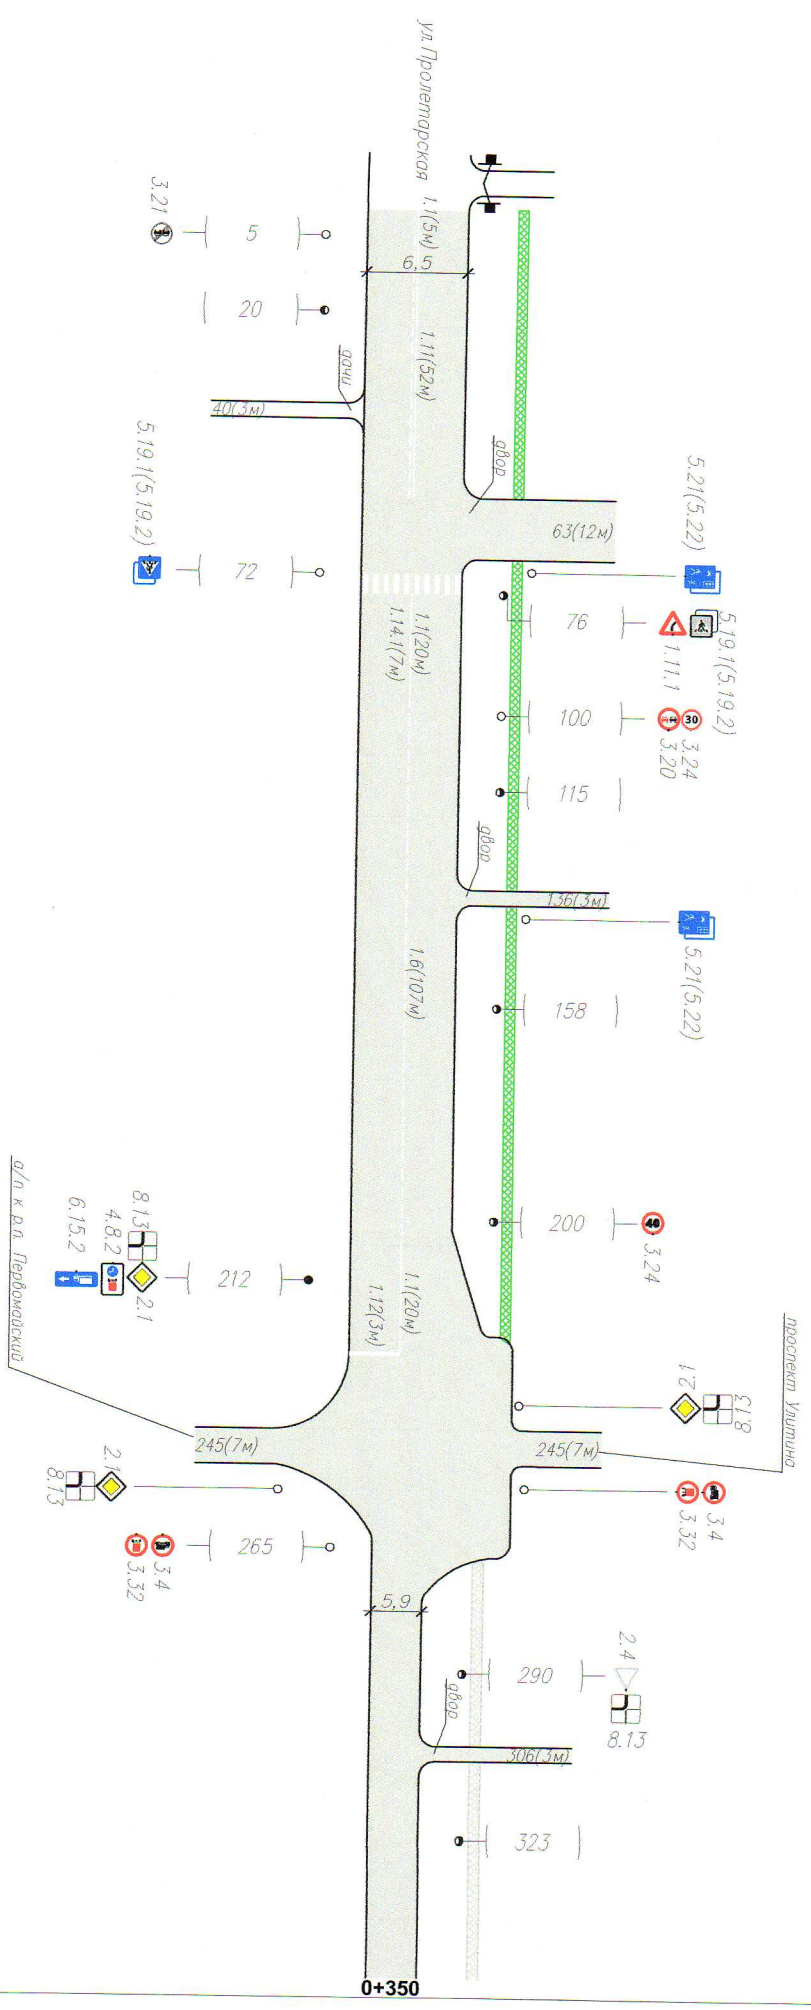 ул. Пролетарская
1.1(5м)
3.21
5
6,5
20
1.11(52м)
дачи
40(3м)
двор
63(12м)
5.21(5.22)
5.19.1(5.19.2)
72
1.1(20м)
1.14.1(7м)
76
1.11.1
5.19.1(5.19.2)
100
30
3.24
3.20
115
двор
136(3м)
5.21(5.22)
1.6(107м)
158
200
40
3.24
а/п к р.п. Первомайский
8.13
2.1
4.8.2
6.15.2
212
1.1(20м)
1.12(3м)
проспект Улитина
2.1
8.13
245(7м)
245(7м)
2.1
8.13
3.4
3.32
265
3.4
3.32
5,9
290
2.4
8.13
двор
306(3м)
323
0+350